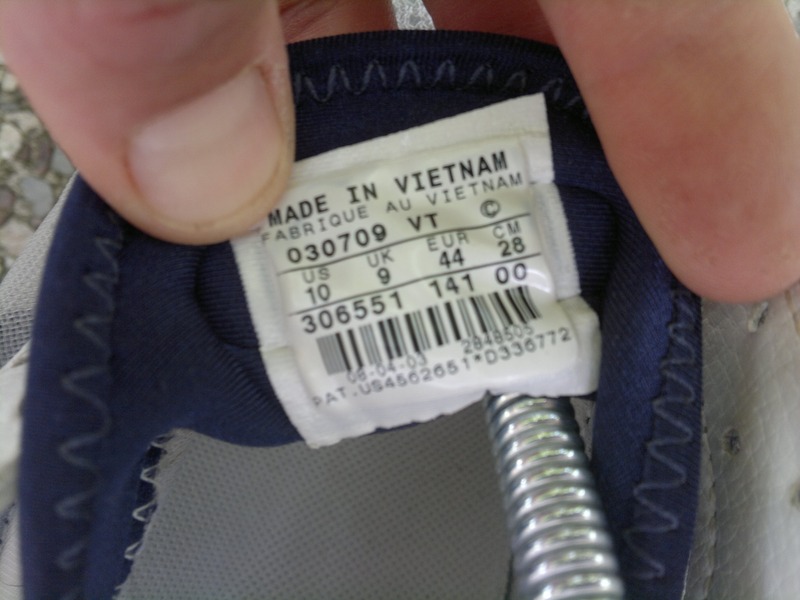 MADE IN VIETNAM
FABRIQUE AU VIETNAM
030709 VT ©
US UK EUR CM
10 9 44 28
306551 141 00
08-04-03 2848505
PAT.US4562651*D336772